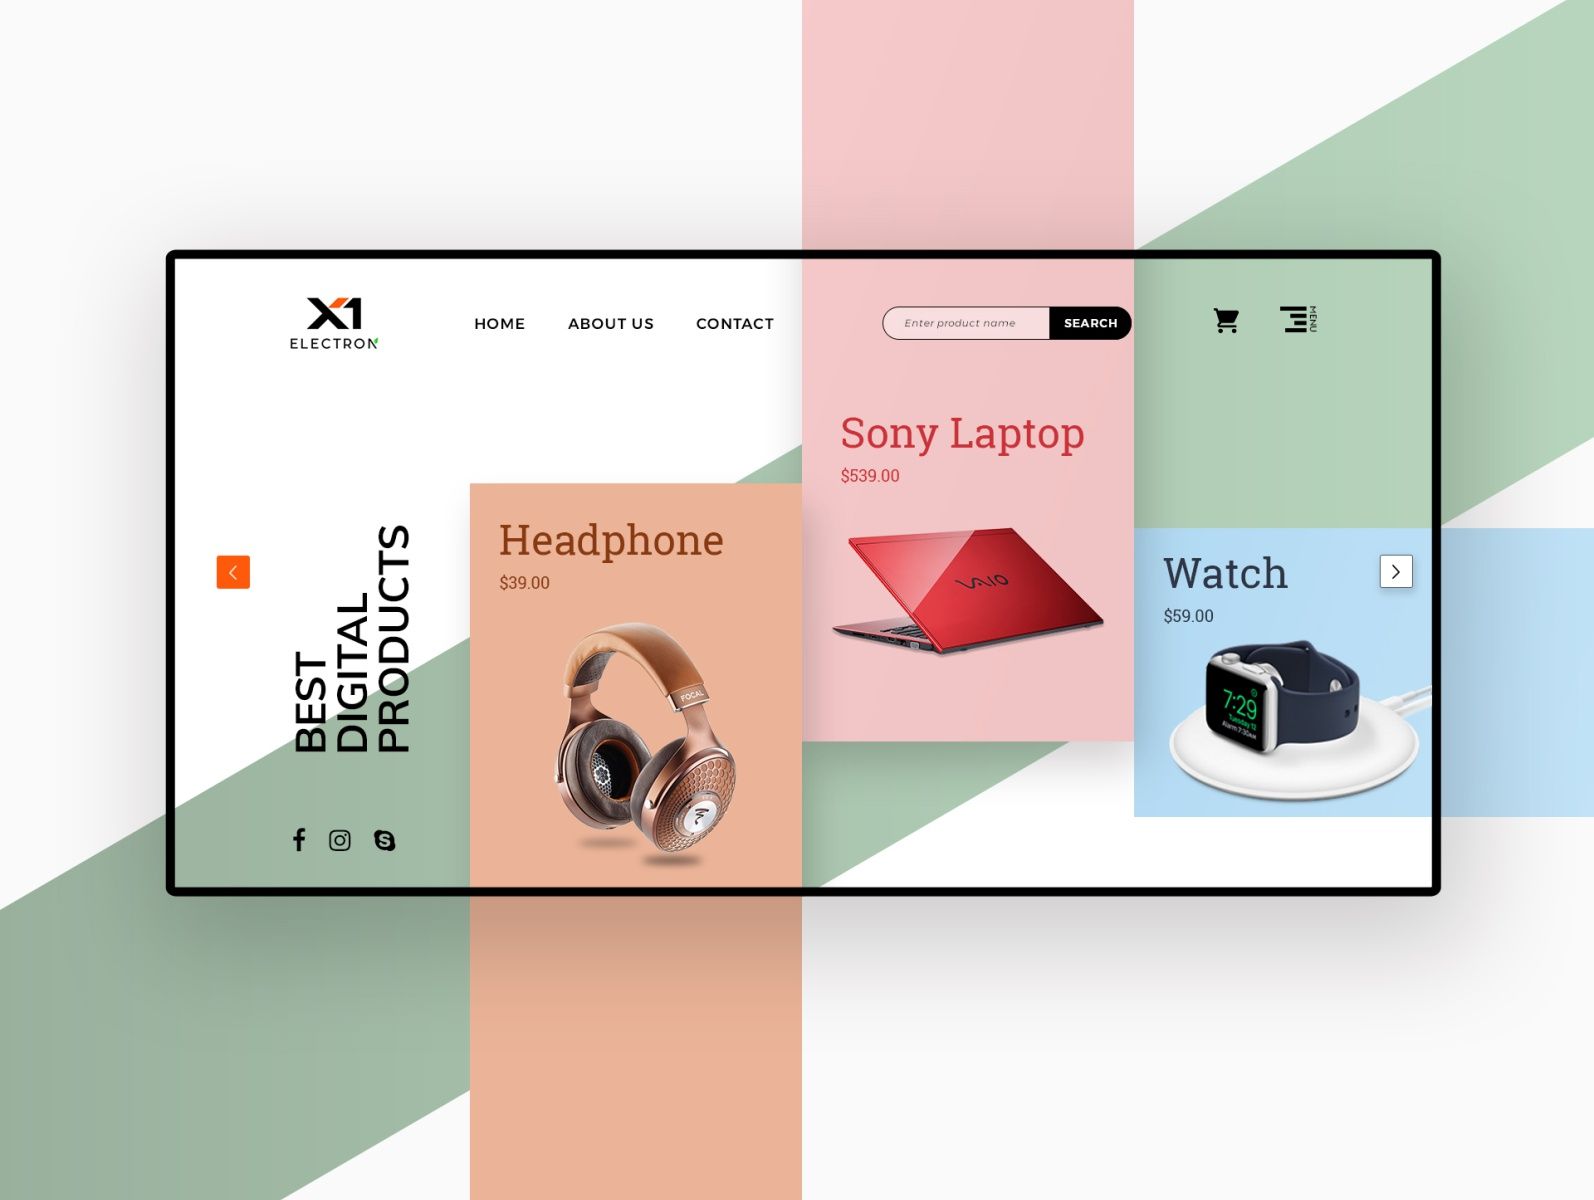 X1
ELECTRON
HOME
ABOUT US
CONTACT
Enter product name
SEARCH
MENU
Sony Laptop
$539.00
VAIO
Headphone
$39.00
FOCAL
Watch
$59.00
7:29
Tuesday 12
Alarm 7:30AM
BEST
DIGITAL
PRODUCTS